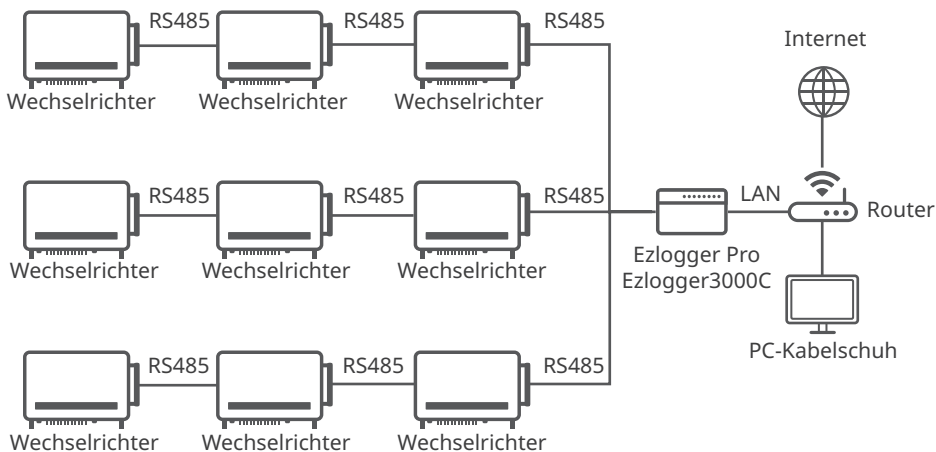 RS485 RS485 RS485
Internet
Wechselrichter Wechselrichter Wechselrichter
RS485 RS485 RS485 LAN
Router
Ezlogger Pro
Wechselrichter Wechselrichter Wechselrichter
Ezlogger3000C
PC-Kabelschuh
RS485 RS485 RS485
Wechselrichter Wechselrichter Wechselrichter